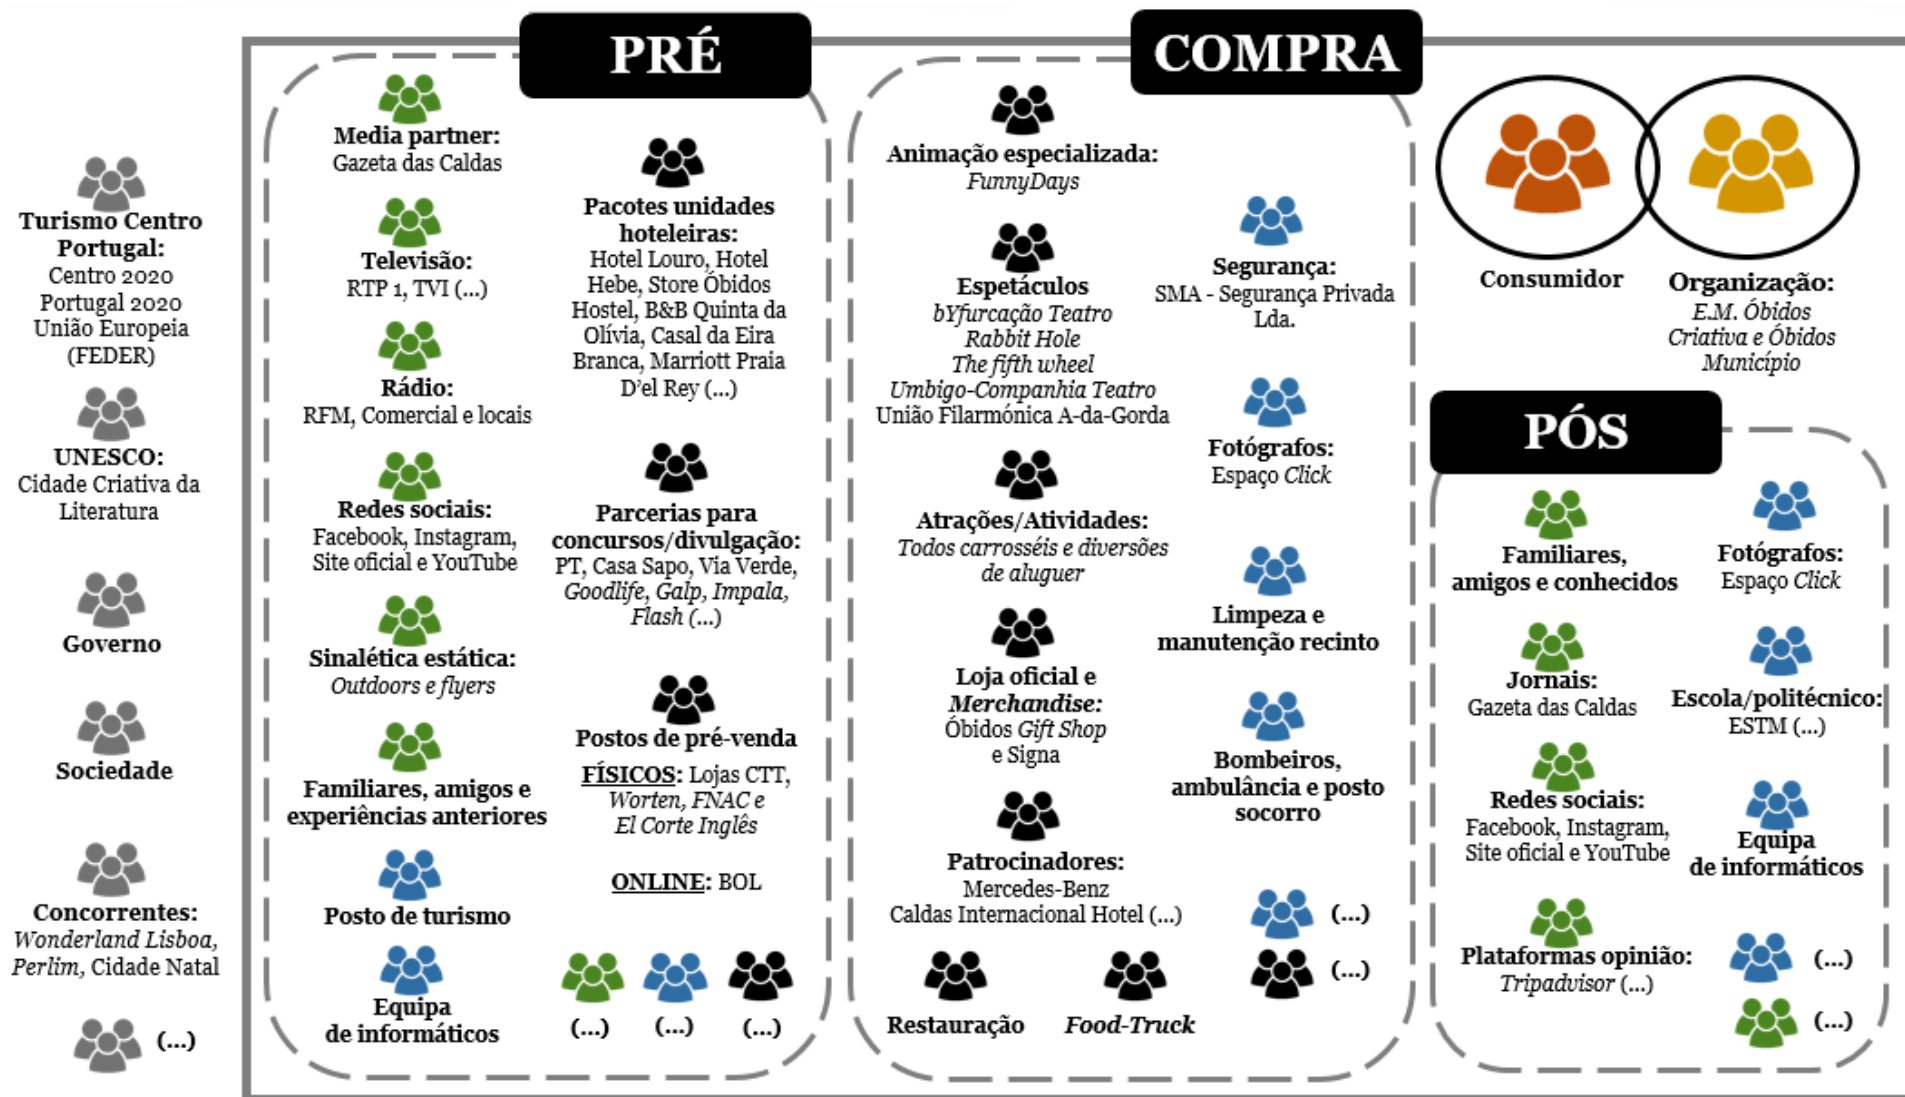 Turismo Centro
Portugal:
Centro 2020
Portugal 2020
União Europeia
(FEDER)
UNESCO:
Cidade Criativa da
Literatura
Governo
Sociedade
Concorrentes:
Wonderland Lisboa,
Perlim, Cidade Natal
(...)
PRÉ
Media partner:
Gazeta das Caldas
Televisão:
RTP 1, TVI (...)
Rádio:
RFM, Comercial e locais
Redes sociais:
Facebook, Instagram,
Site oficial e YouTube
Sinalética estática:
Outdoors e flyers
Familiares, amigos e
experiências anteriores
Posto de turismo
Equipa
de informáticos
Pacotes unidades
hoteleiras:
Hotel Louro, Hotel
Hebe, Store Óbidos
Hostel, B&B Quinta da
Olívia, Casal da Eira
Branca, Marriott Praia
D'el Rey (...)
Parcerias para
concursos/divulgação:
PT, Casa Sapo, Via Verde,
Goodlife, Galp, Impala,
Flash (...)
Postos de pré-venda
FÍSICOS: Lojas CTT,
Worten, FNAC e
El Corte Inglês
ONLINE: BOL
(...) (...) (...)
COMPRA
Animação especializada:
FunnyDays
Espetáculos
bYfurcação Teatro
Rabbit Hole
The fifth wheel
Umbigo-Companhia Teatro
União Filarmónica A-da-Gorda
Atrações/Atividades:
Todos carrosséis e diversões
de aluguer
Loja oficial e
Merchandise:
Óbidos Gift Shop
e Signa
Patrocinadores:
Mercedes-Benz
Caldas Internacional Hotel (...)
Restauração
Food-Truck
Segurança:
SMA - Segurança Privada
Lda.
Fotógrafos:
Espaço Click
Limpeza e
manutenção recinto
Bombeiros,
ambulância e posto
socorro
(...)
(...)
Consumidor
Organização:
E.M. Óbidos
Criativa e Óbidos
Município
PÓS
Familiares,
amigos e conhecidos
Jornais:
Gazeta das Caldas
Redes sociais:
Facebook, Instagram,
Site oficial e YouTube
Plataformas opinião:
Tripadvisor (...)
Fotógrafos:
Espaço Click
Escola/politécnico:
ESTM (...)
Equipa
de informáticos
(...)
(...)